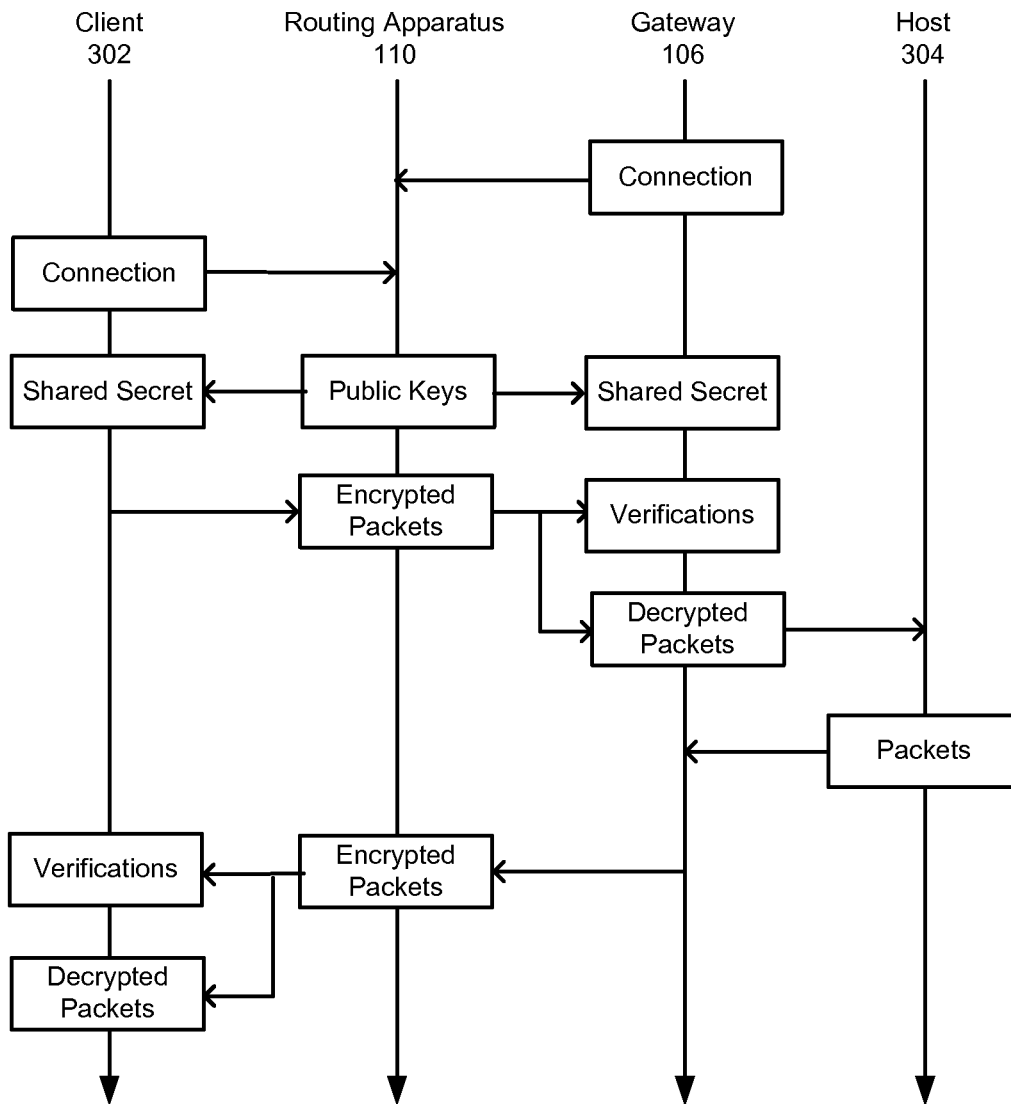 Client
302
Routing Apparatus
110
Gateway
106
Host
304
Connection
Connection
Shared Secret
Public Keys
Shared Secret
Encrypted
Packets
Verifications
Decrypted
Packets
Packets
Verifications
Encrypted
Packets
Decrypted
Packets